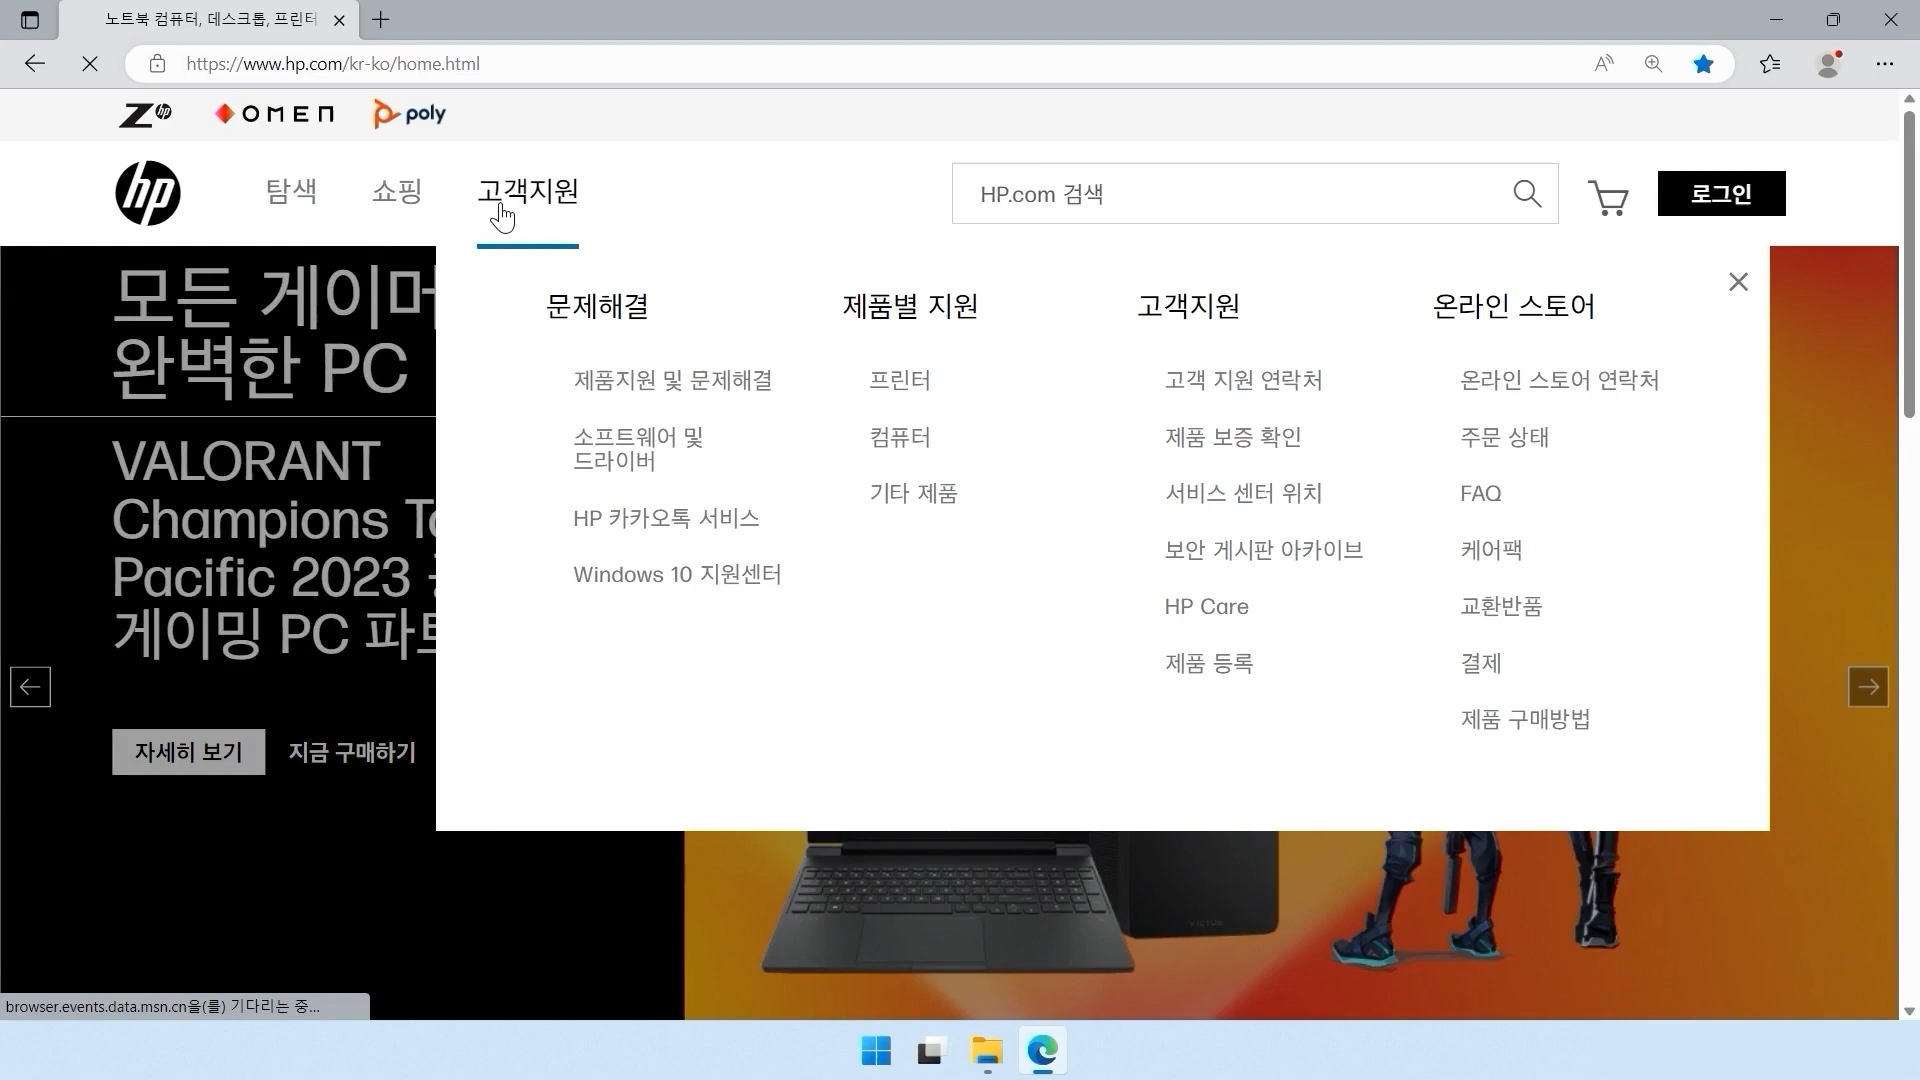 노트북 컴퓨터, 데스크톱, 프린터
https://www.hp.com/kr-ko/home.html
Z hp
OMEN
poly
hp
탐색
쇼핑
고객지원
HP.com 검색
로그인
모든 게이머
완벽한 PC
VALORANT
Champions To
Pacific 2023
게이밍 PC 파트
자세히 보기
지금 구매하기
문제해결
제품지원 및 문제해결
소프트웨어 및
드라이버
HP 카카오톡 서비스
Windows 10 지원센터
제품별 지원
프린터
컴퓨터
기타 제품
고객지원
고객 지원 연락처
제품 보증 확인
서비스 센터 위치
보안 게시판 아카이브
HP Care
제품 등록
온라인 스토어
온라인 스토어 연락처
주문 상태
FAQ
케어팩
교환반품
결제
제품 구매방법
VICTUS
browser.events.data.msn.cn을(를) 기다리는 중...